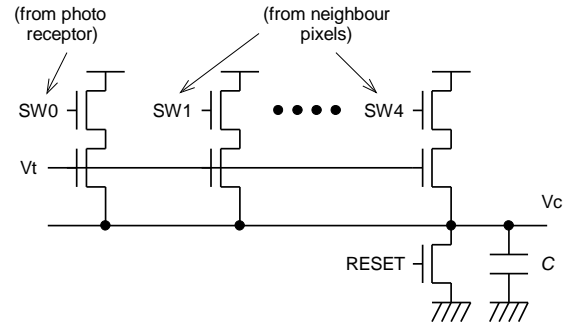 (from photo
receptor)
(from neighbour
pixels)
SW0
SW1
SW4
Vt
Vc
RESET
C